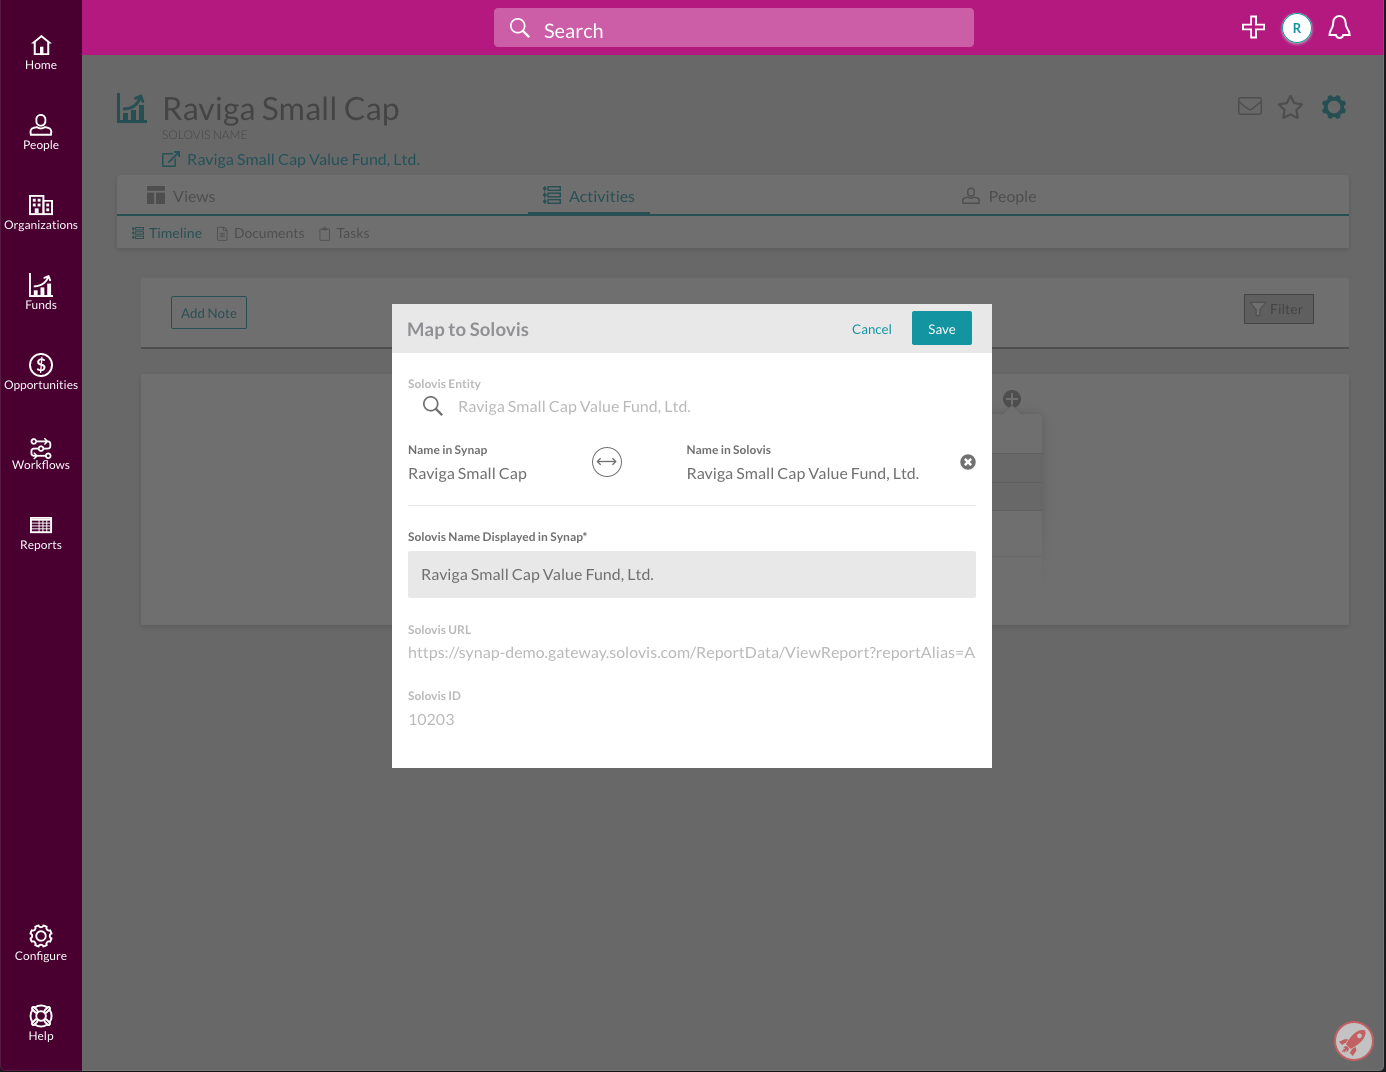 Search
R
Home
People
Organizations
Funds
Opportunities
Workflows
Reports
Configure
Help
Raviga Small Cap
SOLOVIS NAME
Raviga Small Cap Value Fund, Ltd.
Views
Activities
People
Timeline
Documents
Tasks
Add Note
Filter
Map to Solovis
Cancel
Save
Solovis Entity
Raviga Small Cap Value Fund, Ltd.
Name in Synap
Raviga Small Cap
Name in Solovis
Raviga Small Cap Value Fund, Ltd.
Solovis Name Displayed in Synap*
Raviga Small Cap Value Fund, Ltd.
Solovis URL
https://synap-demo.gateway.solovis.com/ReportData/ViewReport?reportAlias=A
Solovis ID
10203